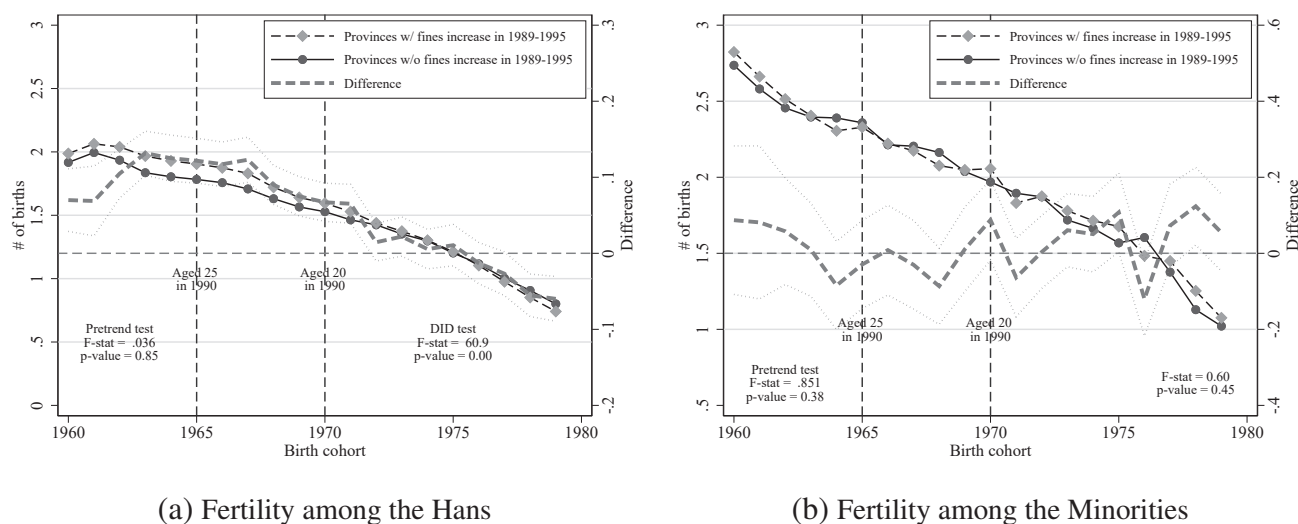 3
2.5
2
1.5
1
.5
0
# of births
.3
.2
.1
0
-.1
-.2
Difference
Provinces w/ fines increase in 1989-1995
Provinces w/o fines increase in 1989-1995
Difference
Aged 25
in 1990
Aged 20
in 1990
Pretrend test
F-stat = .036
p-value = 0.85
DID test
F-stat = 60.9
p-value = 0.00
1960
1965
1970
1975
1980
Birth cohort
(a) Fertility among the Hans
3
2.5
2
1.5
1
.5
# of births
.6
.4
.2
0
-.2
-.4
Difference
Provinces w/ fines increase in 1989-1995
Provinces w/o fines increase in 1989-1995
Difference
Aged 25
in 1990
Aged 20
in 1990
Pretrend test
F-stat = .851
p-value = 0.38
F-stat = 0.60
p-value = 0.45
1960
1965
1970
1975
1980
Birth cohort
(b) Fertility among the Minorities